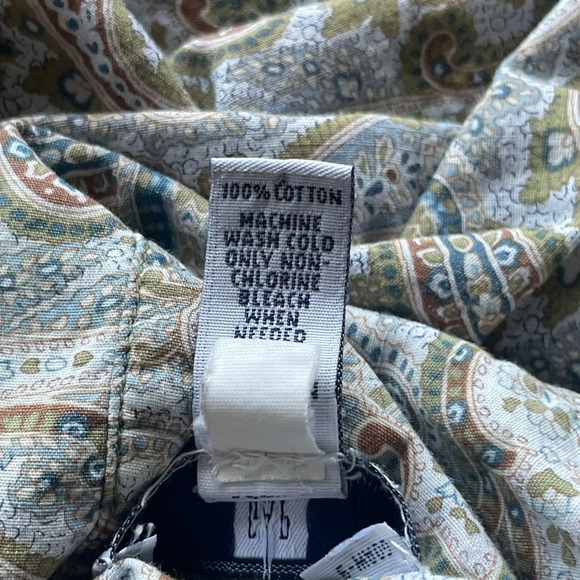 100% COTTON
MACHINE
WASH COLD
ONLY NON-
CHLORINE
BLEACH
WHEN
NEEDED